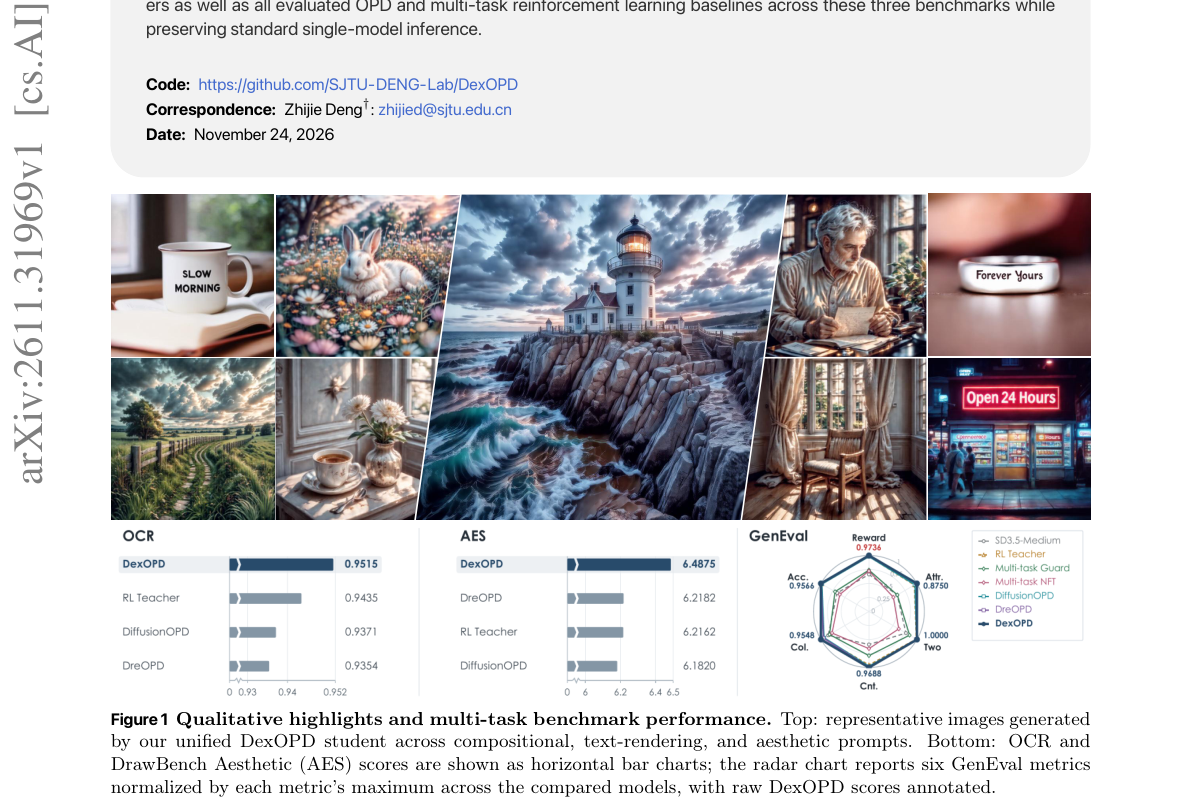 ers as well as all evaluated OPD and multi-task reinforcement learning baselines across these three benchmarks while
preserving standard single-model inference.
Code: https://github.com/SJTU-DENG-Lab/DexOPD
Correspondence: Zhijie Deng†: zhijied@sjtu.edu.cn
Date: November 24, 2026
arXiv:2611.31969v1 [cs.AI]
SLOW
MORNING
Forever Yours
Open 24 Hours
OCR
DexOPD 0.9515
RL Teacher 0.9435
DiffusionOPD 0.9371
DreOPD 0.9354
0 0.93 0.94 0.952
AES
DexOPD 6.4875
DreOPD 6.2182
RL Teacher 6.2162
DiffusionOPD 6.1820
0 6 6.2 6.4 6.5
GenEval
Reward
0.9736
Acc.
0.9566
Attr.
0.8750
0.9548
Col.
1.0000
Two
0.9688
Cnt.
0.25
0
SD3.5-Medium
RL Teacher
Multi-task Guard
Multi-task NFT
DiffusionOPD
DreOPD
DexOPD
Figure 1 Qualitative highlights and multi-task benchmark performance. Top: representative images generated
by our unified DexOPD student across compositional, text-rendering, and aesthetic prompts. Bottom: OCR and
DrawBench Aesthetic (AES) scores are shown as horizontal bar charts; the radar chart reports six GenEval metrics
normalized by each metric's maximum across the compared models, with raw DexOPD scores annotated.